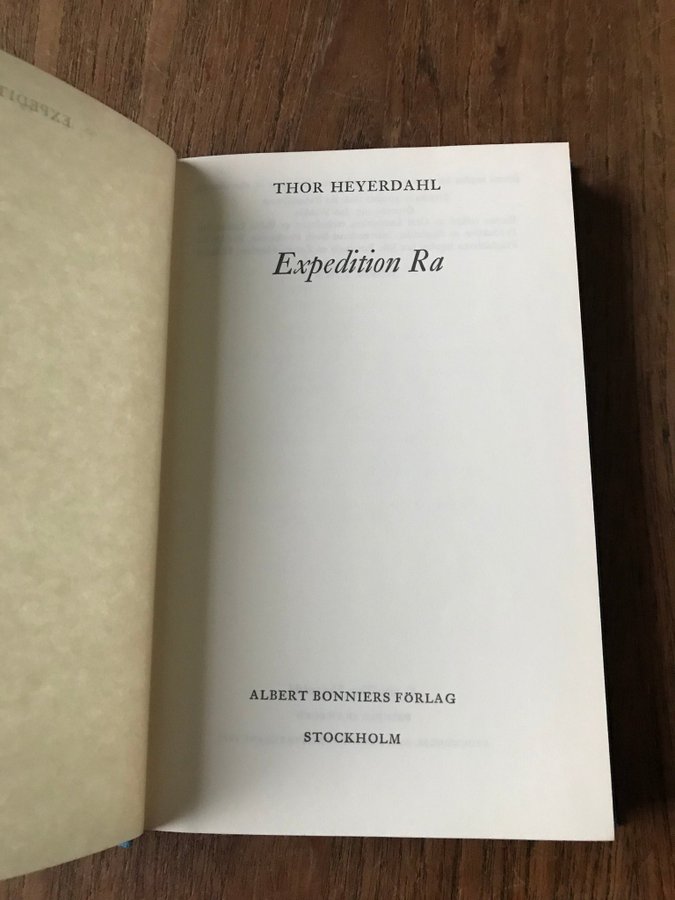 THOR HEYERDAHL
Expedition Ra
ALBERT BONNIERS FÖRLAG
STOCKHOLM